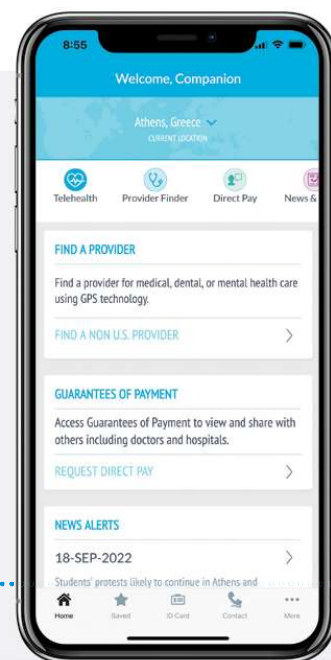 8:55
Welcome, Companion
Athens, Greece
CURRENT LOCATION
Telehealth
Provider Finder
Direct Pay
News &
FIND A PROVIDER
Find a provider for medical, dental, or mental health care
using GPS technology.
FIND A NON U.S. PROVIDER
GUARANTEES OF PAYMENT
Access Guarantees of Payment to view and share with
others including doctors and hospitals.
REQUEST DIRECT PAY
NEWS ALERTS
18-SEP-2022
Students' protests likely to continue in Athens and
Home
Saved
ID Card
Contact
More